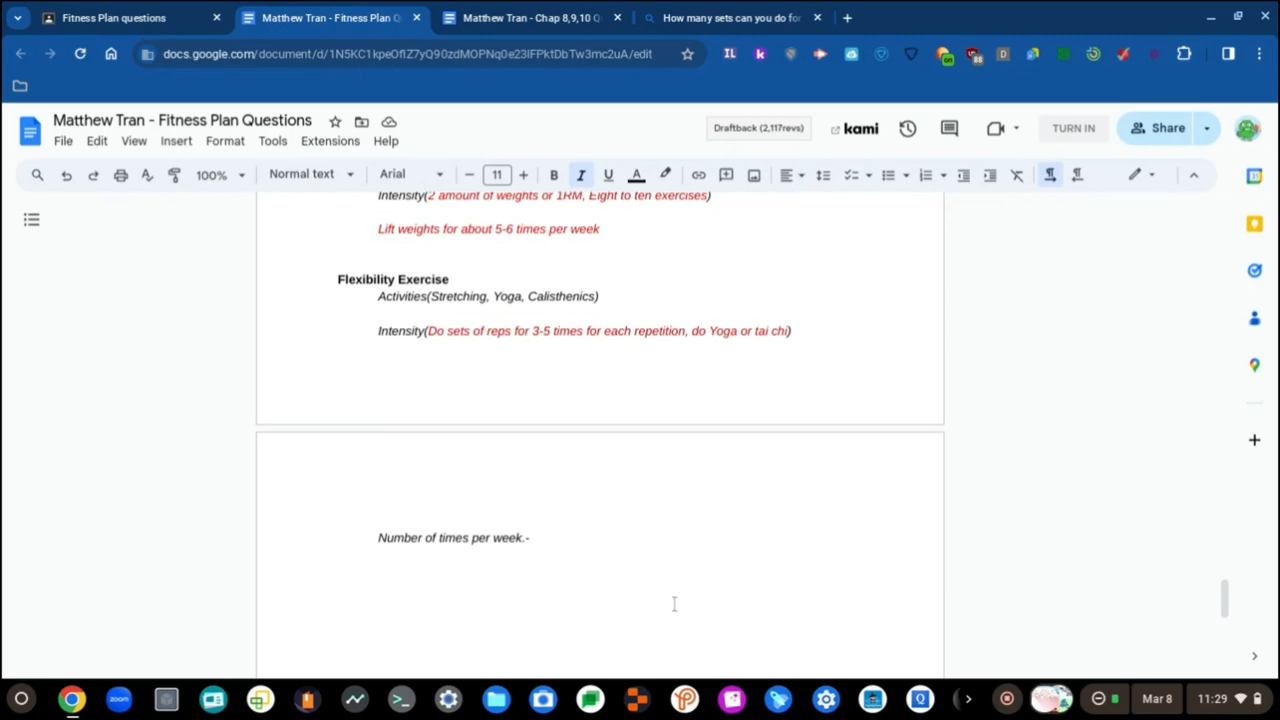 Fitness Plan questions
Matthew Tran - Fitness Plan Q
Matthew Tran - Chap 8,9,10 Q
How many sets can you do for
docs.google.com/document/d/1N5KC1kpeOfIZ7yQ90zdMOPNq0e23IFPktDbTw3mc2uA/edit
Matthew Tran - Fitness Plan Questions
Draftback (2,117revs)
kami
TURN IN
Share
File Edit View Insert Format Tools Extensions Help
100%
Normal text
Arial
11
Intensity(2 amount of weights or 1RM, Eight to ten exercises)
Lift weights for about 5-6 times per week
Flexibility Exercise
Activities(Stretching, Yoga, Calisthenics)
Intensity(Do sets of reps for 3-5 times for each repetition, do Yoga or tai chi)
Number of times per week.-
zoom
Mar 8
11:29